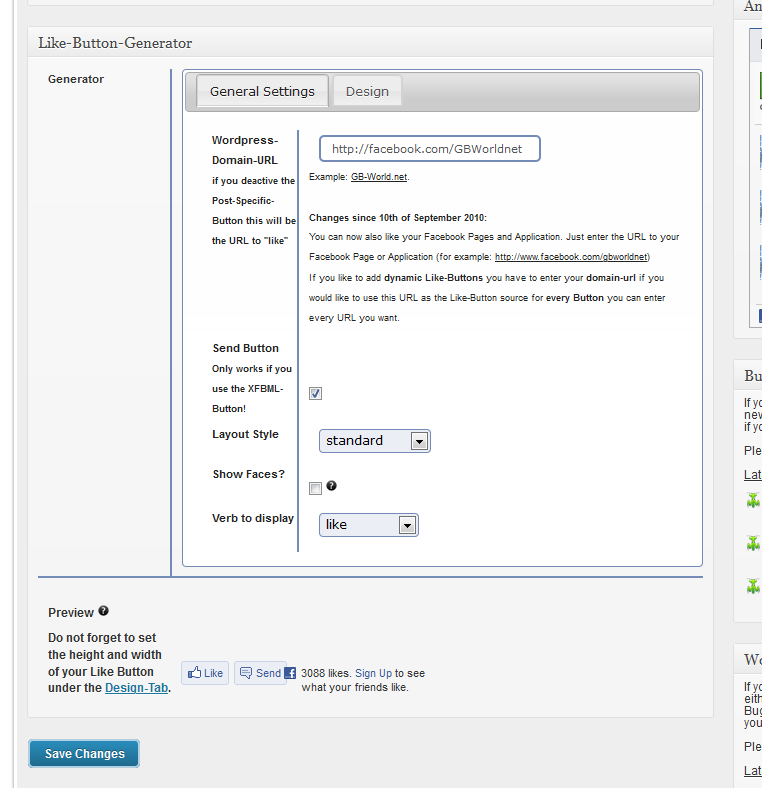 An
Like-Button-Generator
Generator
General Settings
Design
Wordpress-
Domain-URL
if you deactive the
Post-Specific-
Button this will be
the URL to "like"
http://facebook.com/GBWorldnet
Example: GB-World.net.
Changes since 10th of September 2010:
You can now also like your Facebook Pages and Application. Just enter the URL to your
Facebook Page or Application (for example: http://www.facebook.com/gbworldnet)
If you like to add dynamic Like-Buttons you have to enter your domain-url if you
would like to use this URL as the Like-Button source for every Button you can enter
every URL you want.
Send Button
Only works if you
use the XFBML-
Button!
Layout Style
standard
Show Faces?
Verb to display
like
Preview
Do not forget to set
the height and width
of your Like Button
under the Design-Tab.
Like
Send
3088 likes. Sign Up to see
what your friends like.
Save Changes
Bu
If yo
new
if yo
Ple
Lat
Wo
If yo
eith
Bug
you
Ple
Lat